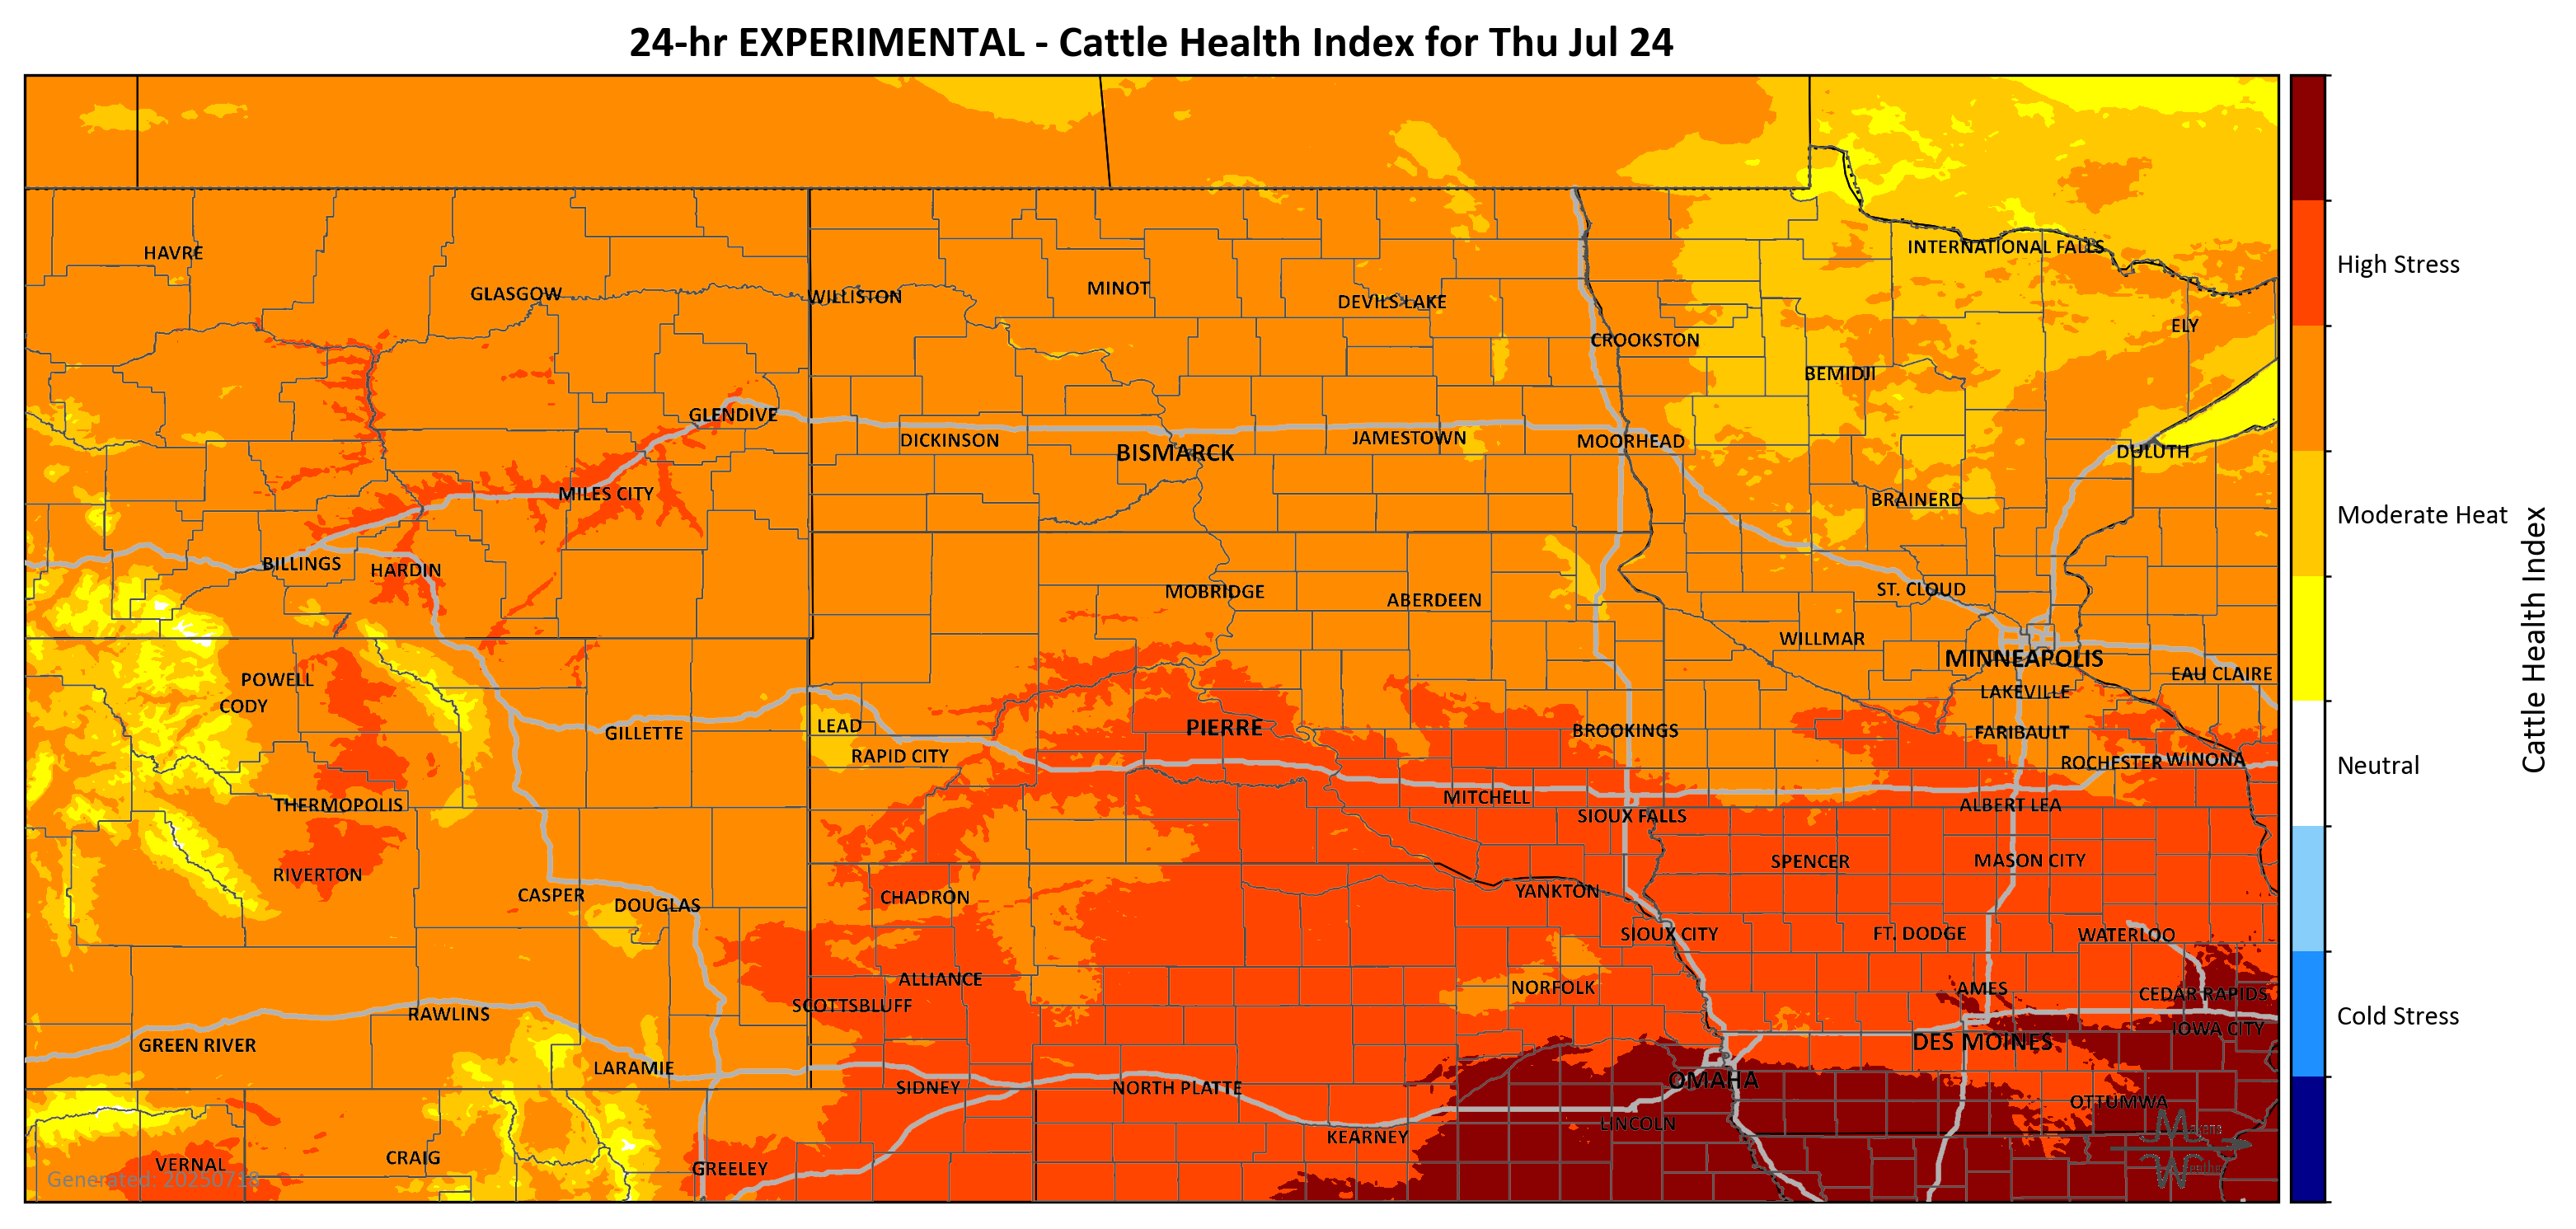 24-hr EXPERIMENTAL - Cattle Health Index for Thu Jul 24
HAVRE
GLASGOW
WILLISTON
MINOT
DEVILS LAKE
CROOKSTON
INTERNATIONAL FALLS
ELY
BEMIDJI
GLENDIVE
DICKINSON
BISMARCK
JAMESTOWN
MOORHEAD
DULUTH
MILES CITY
BRAINERD
BILLINGS
HARDIN
MOBRIDGE
ABERDEEN
ST. CLOUD
WILLMAR
MINNEAPOLIS
EAU CLAIRE
POWELL
CODY
LAKEVILLE
GILLETTE
LEAD
RAPID CITY
PIERRE
BROOKINGS
FARIBAULT
ROCHESTER
WINONA
THERMOPOLIS
MITCHELL
SIOUX FALLS
ALBERT LEA
RIVERTON
SPENCER
MASON CITY
CASPER
DOUGLAS
CHADRON
YANKTON
SIOUX CITY
FT. DODGE
WATERLOO
ALLIANCE
SCOTTSBLUFF
NORFOLK
AMES
CEDAR RAPIDS
RAWLINS
GREEN RIVER
IOWA CITY
DES MOINES
LARAMIE
SIDNEY
NORTH PLATTE
OMAHA
OTTUMWA
LINCOLN
KEARNEY
VERNAL
CRAIG
GREELEY
High Stress
Moderate Heat
Neutral
Cold Stress
Cattle Health Index